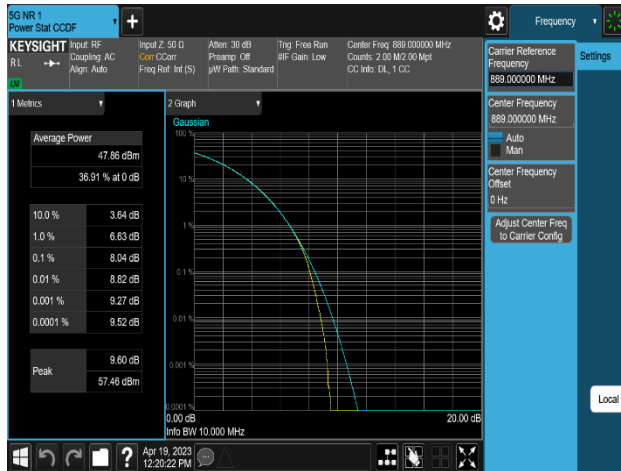 5G NR 1
Power Stat CCDF
Frequency
KEYSIGHT
RL
Input: RF
Coupling: AC
Align: Auto
Input Z: 50 Ω
Corr CCorr
Freq Ref: Int (S)
Atten: 30 dB
Preamp: Off
µW Path: Standard
Trig: Free Run
#IF Gain: Low
Center Freq: 889.000000 MHz
Counts: 2.00 M/2.00 Mpt
CC Info: DL, 1 CC
1 Metrics
Average Power
47.86 dBm
36.91 % at 0 dB
10.0 % 3.64 dB
1.0 % 6.63 dB
0.1 % 8.04 dB
0.01 % 8.82 dB
0.001 % 9.27 dB
0.0001 % 9.52 dB
Peak
9.60 dB
57.46 dBm
2 Graph
Gaussian
100 %
10 %
1 %
0.1 %
0.01 %
0.001 %
0.0001 %
0.00 dB 20.00 dB
Info BW 10.000 MHz
Carrier Reference
Frequency
889.000000 MHz
Center Frequency
889.000000 MHz
Auto
Man
Center Frequency
Offset
0 Hz
Adjust Center Freq
to Carrier Config
Settings
Local
?
Apr 19, 2023
12:20:22 PM